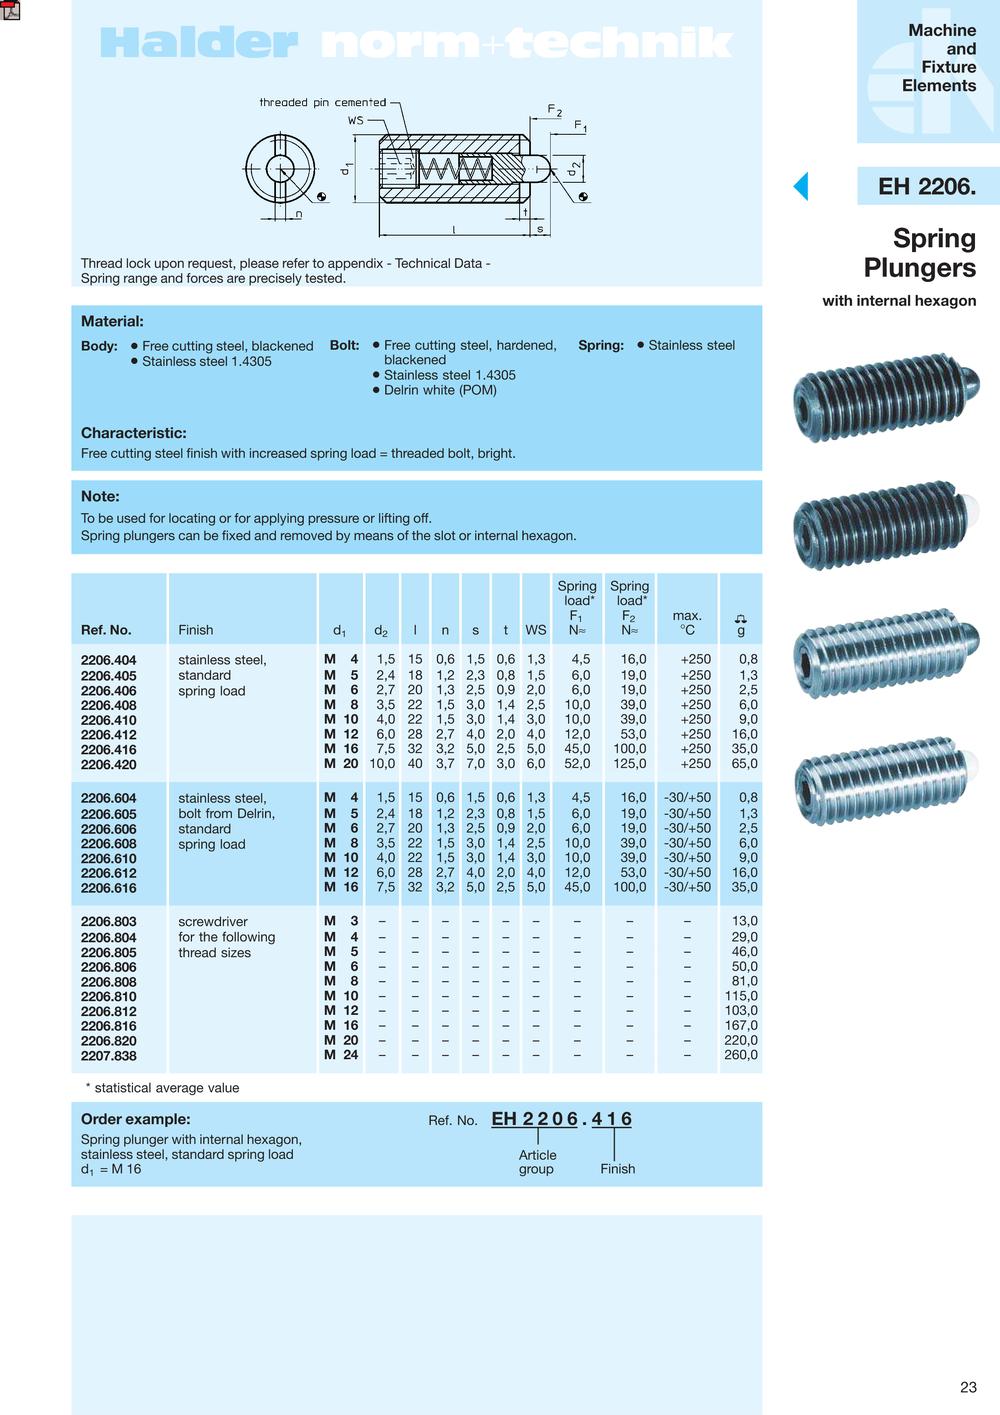 Halder norm+technik
Machine
and
Fixture
Elements
threaded pin cemented
WS
F2
F1
d1
d2
n
t
l
s
EH 2206.
Spring
Plungers
with internal hexagon
Thread lock upon request, please refer to appendix - Technical Data -
Spring range and forces are precisely tested.
Material:
Body: • Free cutting steel, blackened
• Stainless steel 1.4305
Bolt: • Free cutting steel, hardened,
blackened
• Stainless steel 1.4305
• Delrin white (POM)
Spring: • Stainless steel
Characteristic:
Free cutting steel finish with increased spring load = threaded bolt, bright.
Note:
To be used for locating or for applying pressure or lifting off.
Spring plungers can be fixed and removed by means of the slot or internal hexagon.
Spring Spring
load* load*
F1 F2 max.
Ref. No. Finish d1 d2 l n s t WS N≈ N≈ °C g
2206.404 stainless steel, M 4 1,5 15 0,6 1,5 0,6 1,3 4,5 16,0 +250 0,8
2206.405 standard M 5 2,4 18 1,2 2,3 0,8 1,5 6,0 19,0 +250 1,3
2206.406 spring load M 6 2,7 20 1,3 2,5 0,9 2,0 6,0 19,0 +250 2,5
2206.408 M 8 3,5 22 1,5 3,0 1,4 2,5 10,0 39,0 +250 6,0
2206.410 M 10 4,0 22 1,5 3,0 1,4 3,0 10,0 39,0 +250 9,0
2206.412 M 12 6,0 28 2,7 4,0 2,0 4,0 12,0 53,0 +250 16,0
2206.416 M 16 7,5 32 3,2 5,0 2,5 5,0 45,0 100,0 +250 35,0
2206.420 M 20 10,0 40 3,7 7,0 3,0 6,0 52,0 125,0 +250 65,0
2206.604 stainless steel, M 4 1,5 15 0,6 1,5 0,6 1,3 4,5 16,0 -30/+50 0,8
2206.605 bolt from Delrin, M 5 2,4 18 1,2 2,3 0,8 1,5 6,0 19,0 -30/+50 1,3
2206.606 standard M 6 2,7 20 1,3 2,5 0,9 2,0 6,0 19,0 -30/+50 2,5
2206.608 spring load M 8 3,5 22 1,5 3,0 1,4 2,5 10,0 39,0 -30/+50 6,0
2206.610 M 10 4,0 22 1,5 3,0 1,4 3,0 10,0 39,0 -30/+50 9,0
2206.612 M 12 6,0 28 2,7 4,0 2,0 4,0 12,0 53,0 -30/+50 16,0
2206.616 M 16 7,5 32 3,2 5,0 2,5 5,0 45,0 100,0 -30/+50 35,0
2206.803 screwdriver M 3 – – – – – – – – – 13,0
2206.804 for the following M 4 – – – – – – – – – 29,0
2206.805 thread sizes M 5 – – – – – – – – – 46,0
2206.806 M 6 – – – – – – – – – 50,0
2206.808 M 8 – – – – – – – – – 81,0
2206.810 M 10 – – – – – – – – – 115,0
2206.812 M 12 – – – – – – – – – 103,0
2206.816 M 16 – – – – – – – – – 167,0
2206.820 M 20 – – – – – – – – – 220,0
2207.838 M 24 – – – – – – – – – 260,0
* statistical average value
Order example:
Spring plunger with internal hexagon,
stainless steel, standard spring load
d1 = M 16
Ref. No. EH 2206.416
Article
group
Finish
23